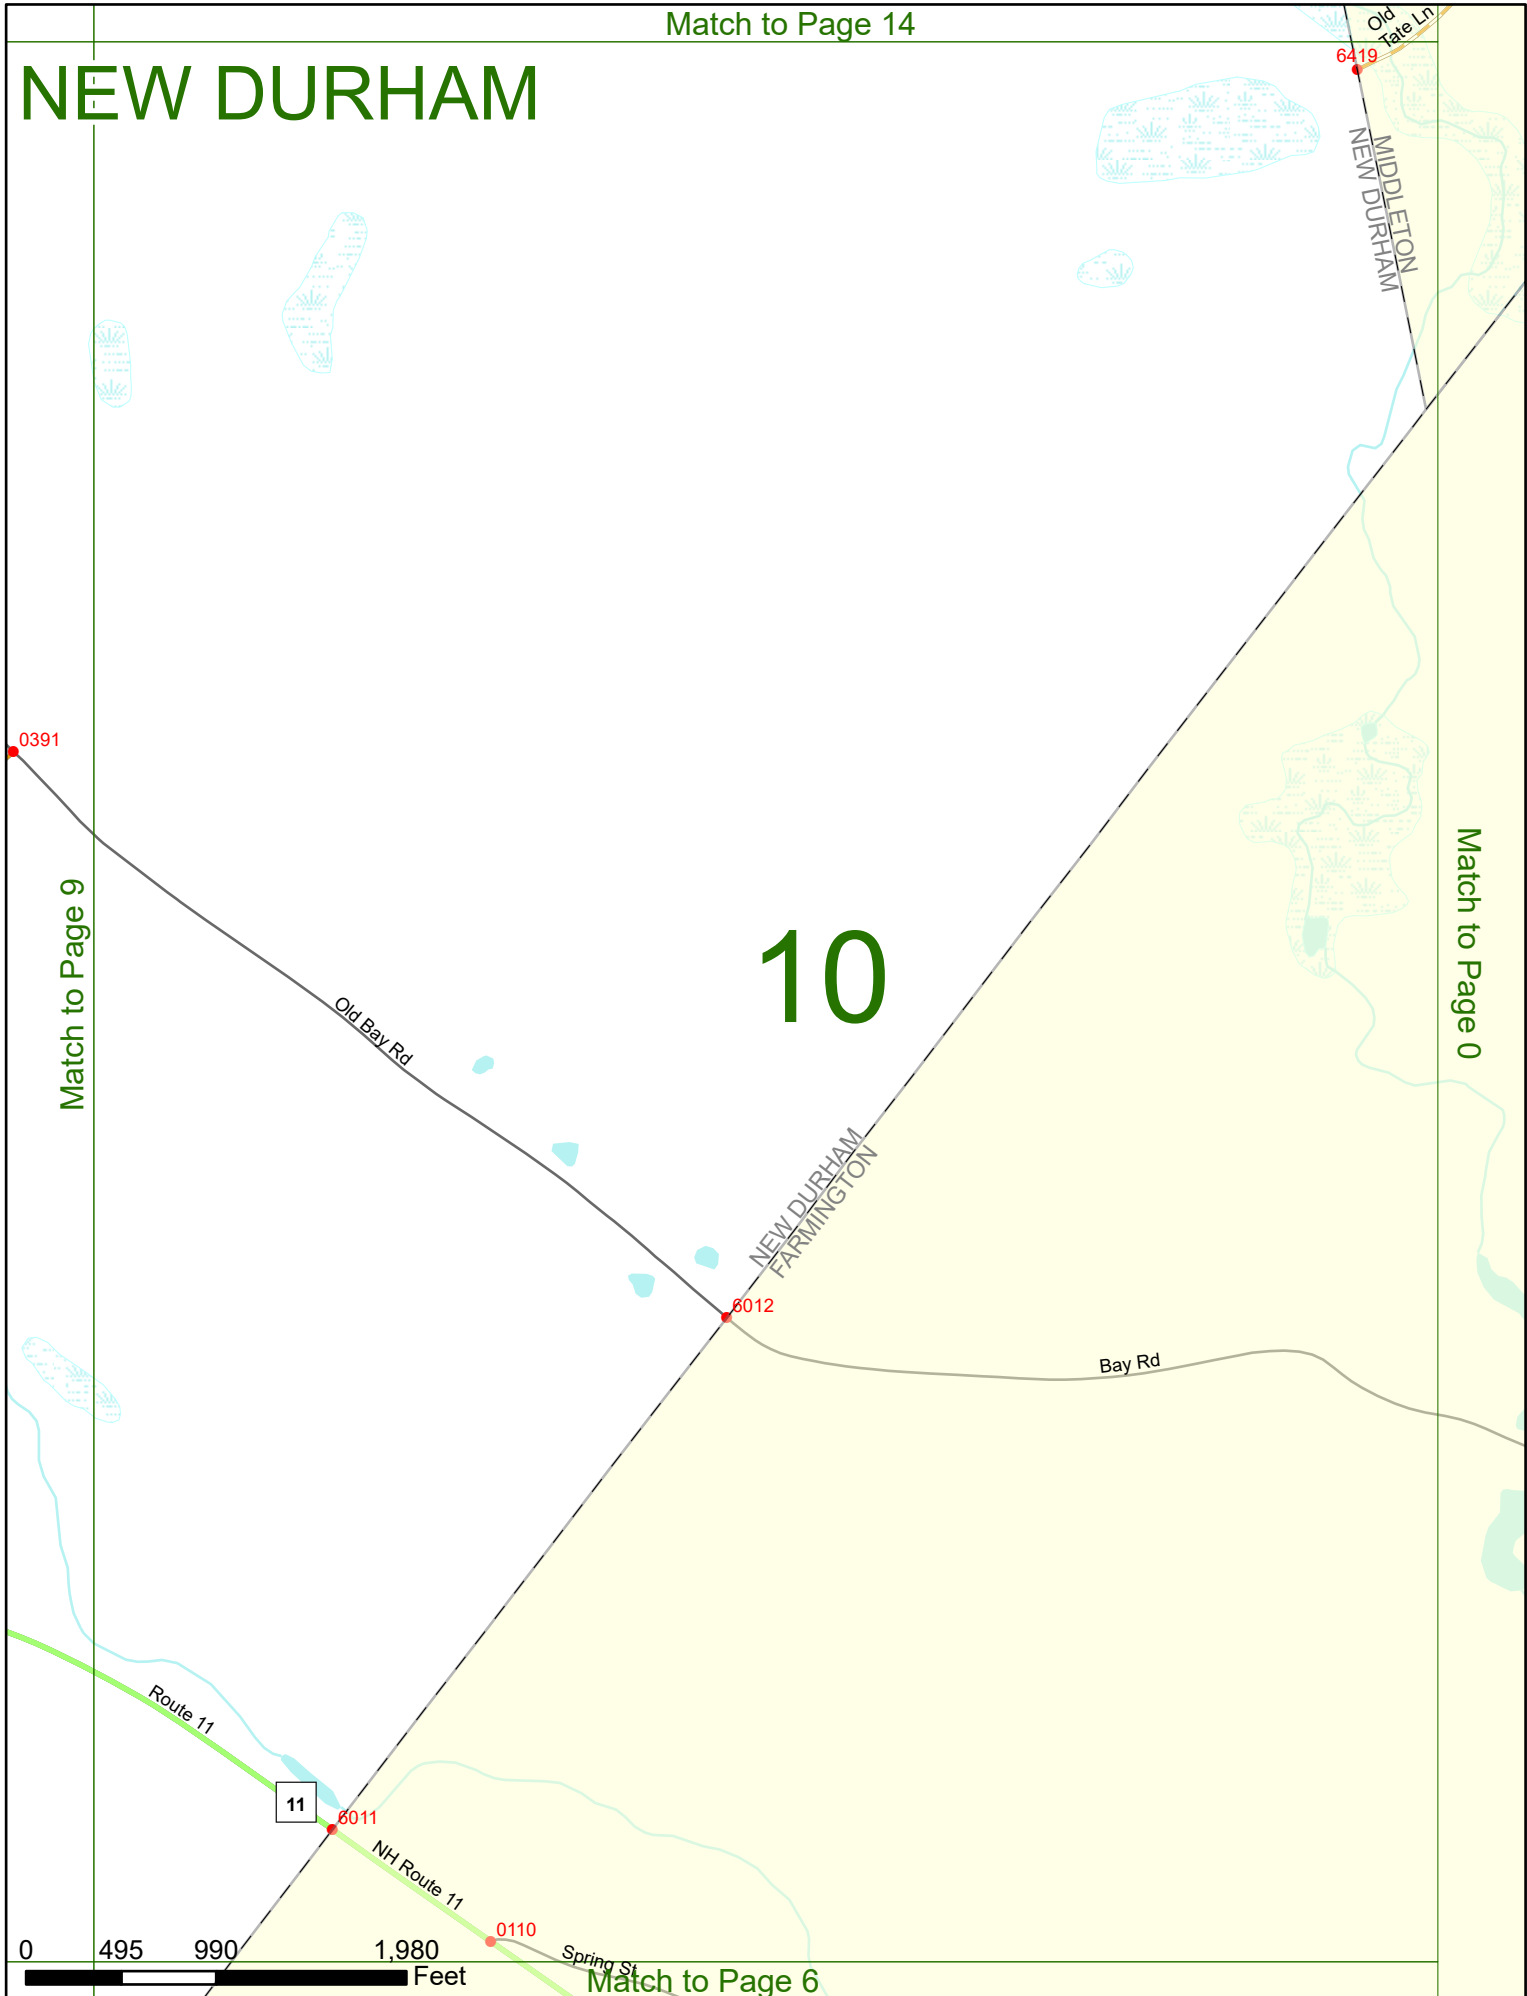 Match to Page 14
Old
Tate Ln
6419
NEW DURHAM
MIDDLETON
NEW DURHAM
0391
Match to Page 9
Match to Page 0
10
Old Bay Rd
NEW DURHAM
FARMINGTON
6012
Bay Rd
Route 11
11
6011
NH Route 11
0110
Spring St
0 495 990 1,980
Feet
Match to Page 6